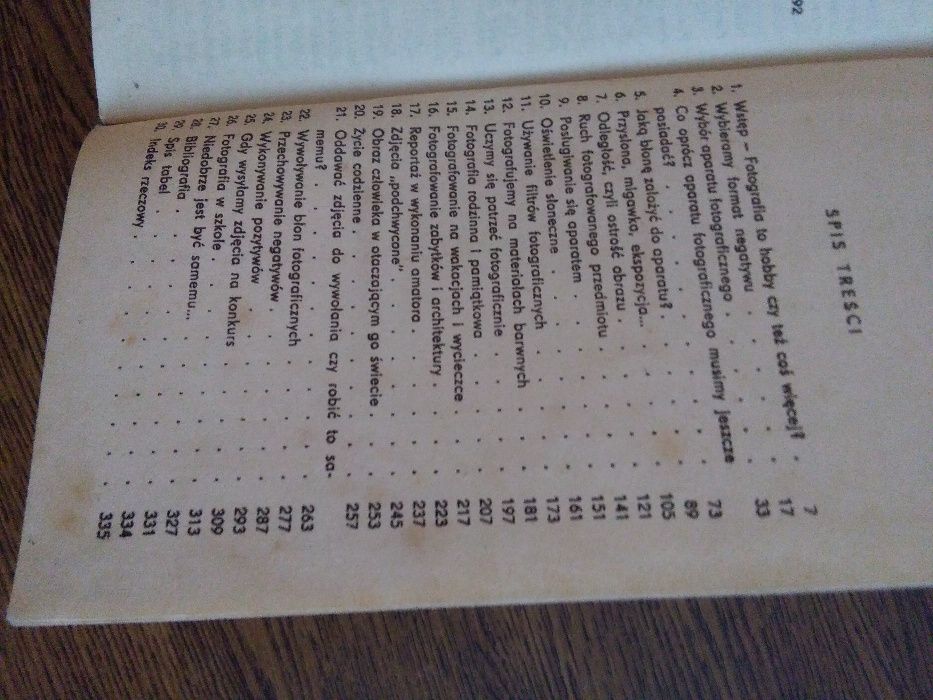 92
SPIS TREŚCI
1. Wstęp – Fotografia to hobby czy też coś więcej? . 7
2. Wybieramy format negatywu . . . . 17
3. Wybór aparatu fotograficznego . . . . 33
4. Co oprócz aparatu fotograficznego musimy jeszcze
posiadać? . . . . . . . 73
5. Jaką błonę założyć do aparatu? . . . . 89
6. Przysłona, migawka, ekspozycja... . . . . 105
7. Odległość, czyli ostrość obrazu . . . . 121
8. Ruch fotografowanego przedmiotu . . . . 141
9. Posługiwanie się aparatem . . . . . 151
10. Oświetlenie słoneczne . . . . . 161
11. Używanie filtrów fotograficznych . . . . 173
12. Fotografujemy na materiałach barwnych . . . 181
13. Uczymy się patrzeć fotograficznie . . . . 197
14. Fotografia rodzinna i pamiątkowa . . . . 207
15. Fotografowanie na wakacjach i wycieczce . . . 217
16. Fotografowanie zabytków i architektury . . . 223
17. Reportaż w wykonaniu amatora . . . . 237
18. Zdjęcia „podchwycone” . . . . . 245
19. Obraz człowieka w otaczającym go świecie . . . 253
20. Życie codzienne . . . . . . 257
21. Oddawać zdjęcia do wywołania czy robić to sa-
memu? . . . . . . . 263
22. Wywoływanie błon fotograficznych . . . . 277
23. Przechowywanie negatywów . . . . . 287
24. Wykonywanie pozytywów . . . . . 293
25. Gdy wysyłamy zdjęcie na konkurs . . . . 309
26. Fotografia w szkole . . . . . . 313
27. Niedobrze jest być samemu... . . . . 327
28. Bibliografia . . . . . . . 331
29. Spis tabel . . . . . . . 334
30. Indeks rzeczowy . . . . . . 335